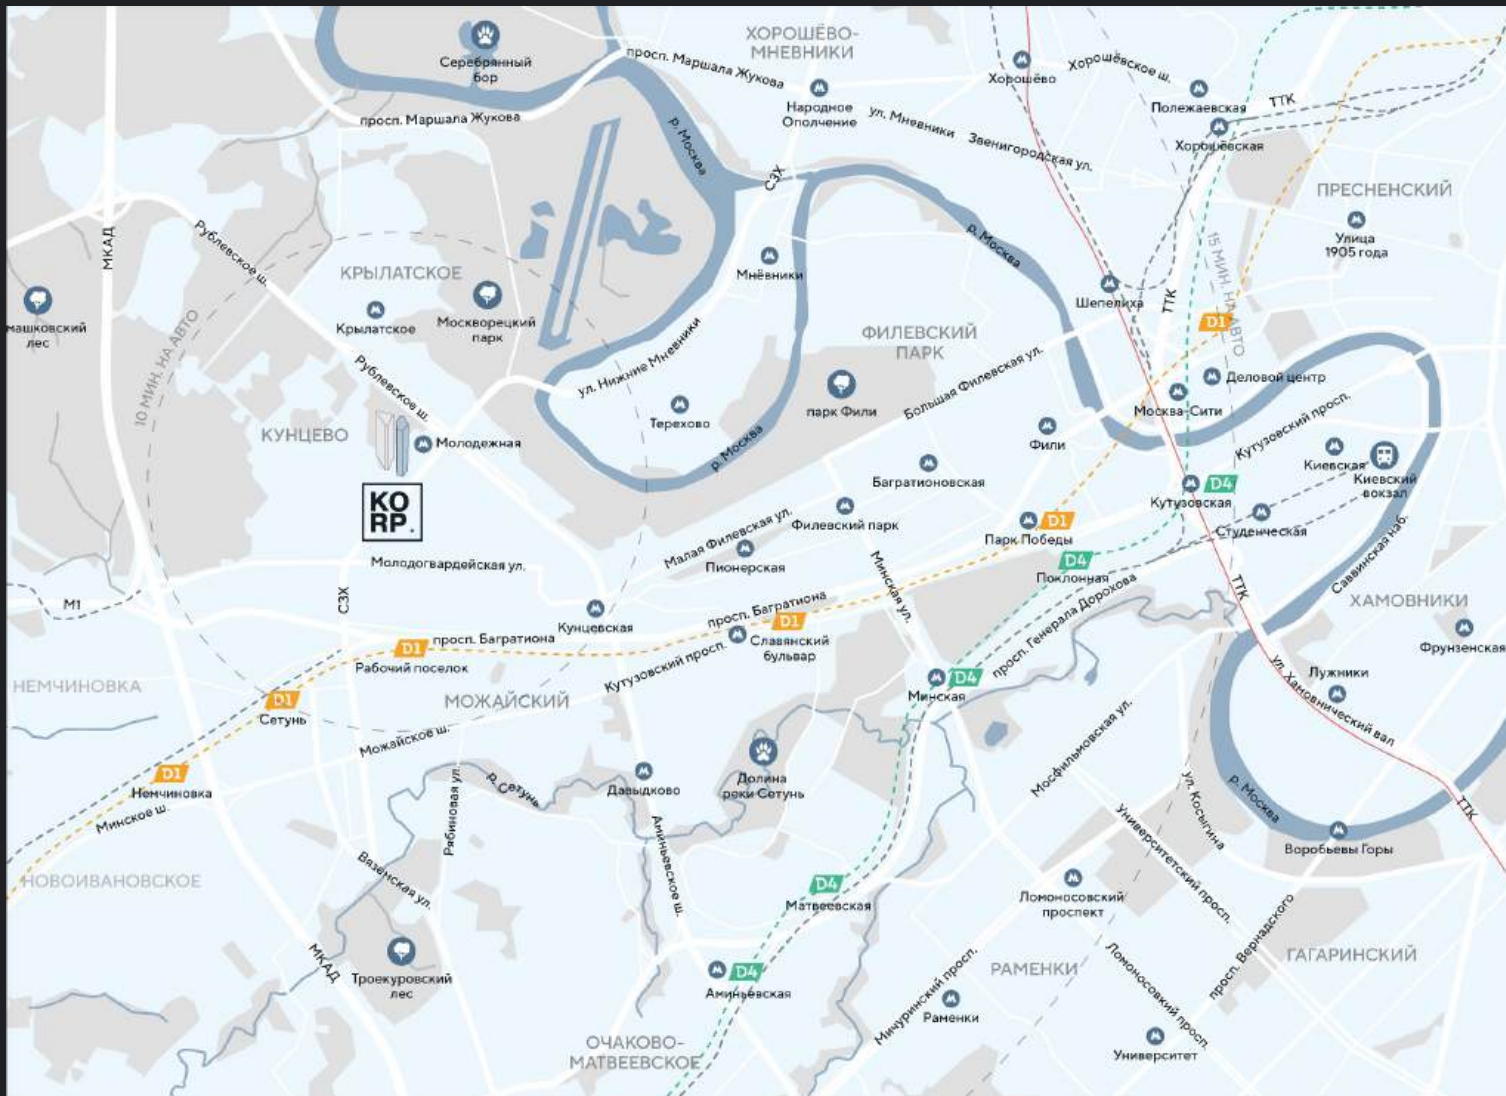 ХОРОШЁВО-
МНЕВНИКИ
Серебрянный
бор
просп. Маршала Жукова
Хорошёво
Хорошёвское ш.
Народное
Ополчение
Полежаевская
ТТК
просп. Маршала Жукова
ул. Мневники
Звенигородская ул.
Хорошёвская
р. Москва
СЗХ
ПРЕСНЕНСКИЙ
Улица
1905 года
МКАД
Рублевское ш.
р. Москва
15 МИН. НА АВТО
КРЫЛАТСКОЕ
Мнёвники
Шепелиха
ТТК
машковский
лес
Крылатское
Москворецкий
парк
10 МИН. НА АВТО
D1
ФИЛЕВСКИЙ
ПАРК
ул. Нижние Мневники
Рублевское ш.
Большая Филевская ул.
Деловой центр
парк Фили
Москва-Сити
Терехово
Кутузовский просп.
КУНЦЕВО
Молодежная
р. Москва
Фили
Киевская
Киевский
вокзал
Багратионовская
D4
Кутузовская
KO
RP.
Филевский парк
Малая Филевская ул.
D1
Парк Победы
Студенческая
Саввинская наб.
Пионерская
Молодогвардейская ул.
D4
Поклонная
Минская ул.
М1
СЗХ
ТТК
просп. Генерала Дорохова
ХАМОВНИКИ
Кунцевская
просп. Багратиона
D1
Славянский
бульвар
просп. Багратиона
Фрунзенская
D1
Рабочий поселок
Кутузовский просп.
Лужники
ул. Хановнический вал
НЕМЧИНОВКА
D4
Минская
D1
Сетунь
МОЖАЙСКИЙ
Можайское ш.
Мосфильмовская ул.
D1
Немчиновка
Минское ш.
Рябиновая ул.
р. Сетунь
Давыдково
Долина
реки Сетунь
ул. Косыгина
р. Москва
ТТК
Аминьевское ш.
Университетский просп.
Воробьевы Горы
НОВОИВАНОВСКОЕ
Вяземская ул.
D4
Матвеевская
Ломоносовский
проспект
просп. Вернадского
МКАД
Троекуровский
лес
D4
Аминьевская
РАМЕНКИ
ГАГАРИНСКИЙ
Мичуринский просп.
Раменки
Ломоносовкий просп.
ОЧАКОВО-
МАТВЕЕВСКОЕ
Университет